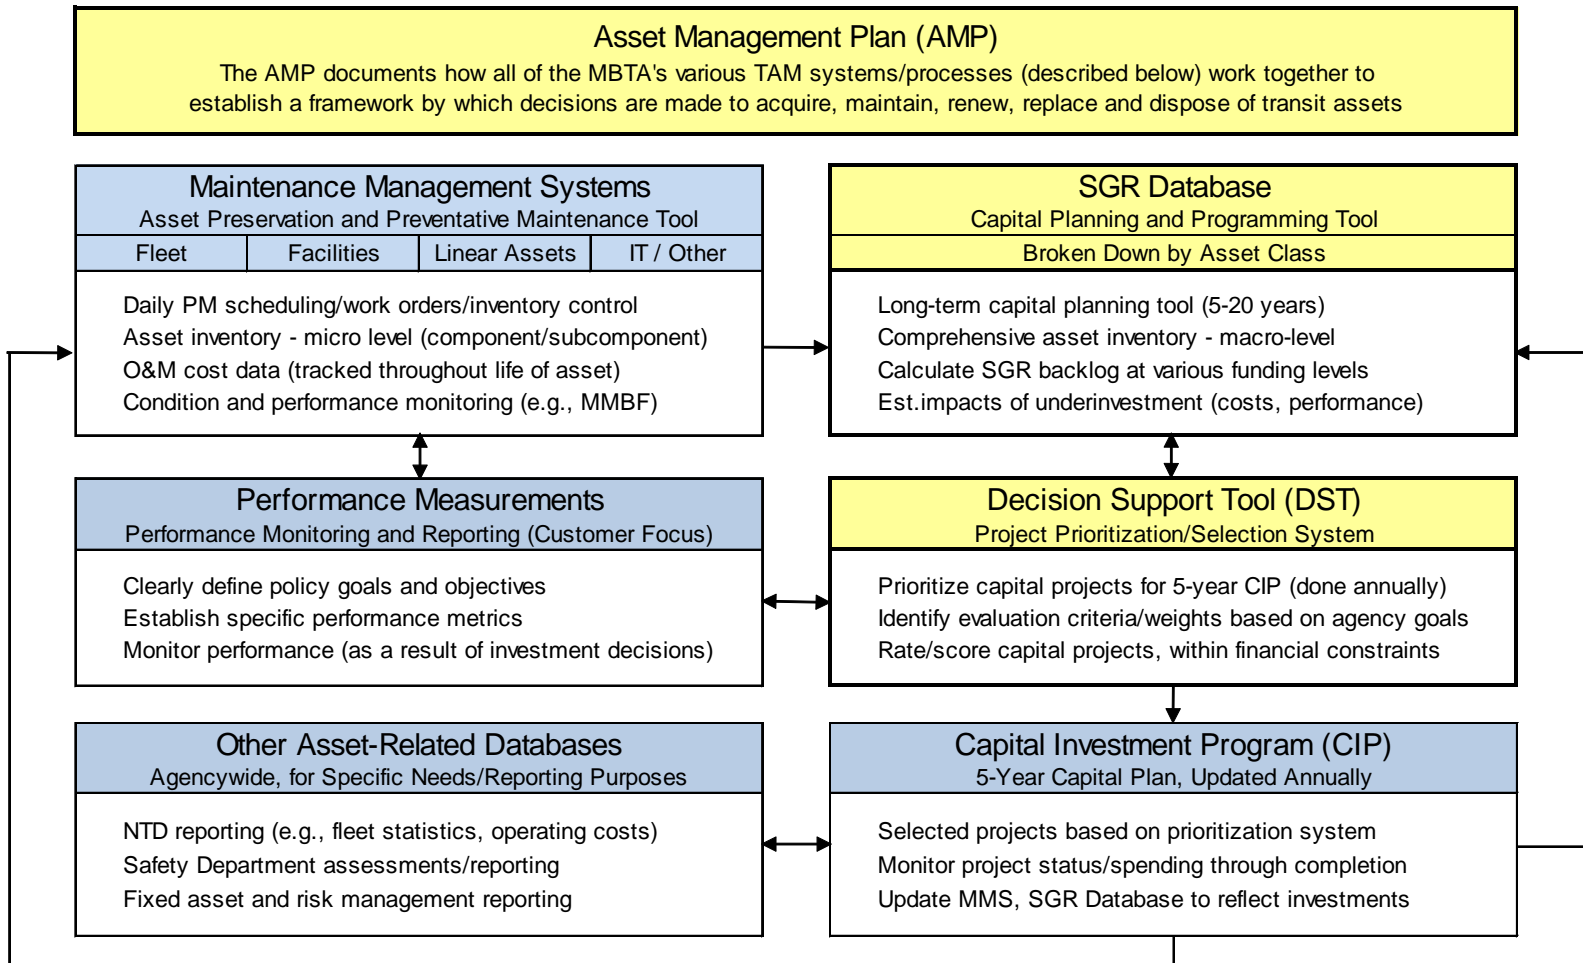 Asset Management Plan (AMP)
The AMP documents how all of the MBTA's various TAM systems/processes (described below) work together to
establish a framework by which decisions are made to acquire, maintain, renew, replace and dispose of transit assets
Maintenance Management Systems
Asset Preservation and Preventative Maintenance Tool
Fleet
Facilities
Linear Assets
IT / Other
Daily PM scheduling/work orders/inventory control
Asset inventory - micro level (component/subcomponent)
O&M cost data (tracked throughout life of asset)
Condition and performance monitoring (e.g., MMBF)
SGR Database
Capital Planning and Programming Tool
Broken Down by Asset Class
Long-term capital planning tool (5-20 years)
Comprehensive asset inventory - macro-level
Calculate SGR backlog at various funding levels
Est.impacts of underinvestment (costs, performance)
Performance Measurements
Performance Monitoring and Reporting (Customer Focus)
Clearly define policy goals and objectives
Establish specific performance metrics
Monitor performance (as a result of investment decisions)
Decision Support Tool (DST)
Project Prioritization/Selection System
Prioritize capital projects for 5-year CIP (done annually)
Identify evaluation criteria/weights based on agency goals
Rate/score capital projects, within financial constraints
Other Asset-Related Databases
Agencywide, for Specific Needs/Reporting Purposes
NTD reporting (e.g., fleet statistics, operating costs)
Safety Department assessments/reporting
Fixed asset and risk management reporting
Capital Investment Program (CIP)
5-Year Capital Plan, Updated Annually
Selected projects based on prioritization system
Monitor project status/spending through completion
Update MMS, SGR Database to reflect investments